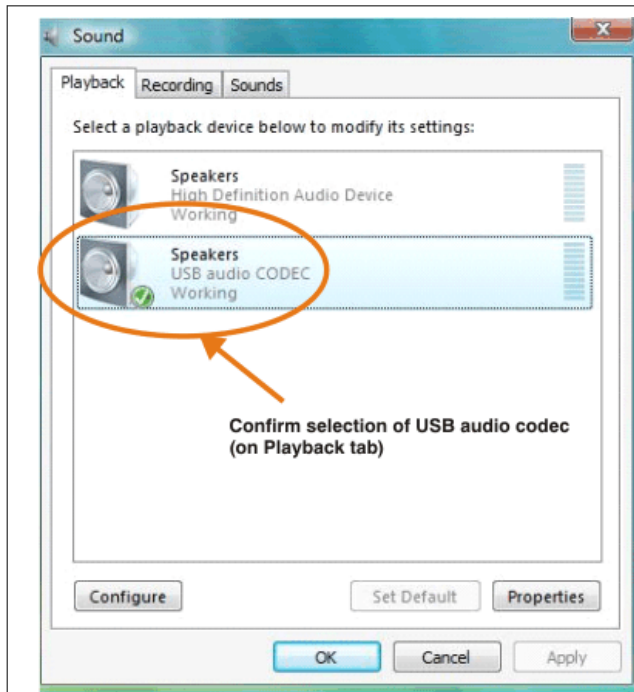 Sound
Playback Recording Sounds
Select a playback device below to modify its settings:
Speakers
High Definition Audio Device
Working
Speakers
USB audio CODEC
Working
Confirm selection of USB audio codec
(on Playback tab)
Configure Set Default Properties
OK Cancel Apply